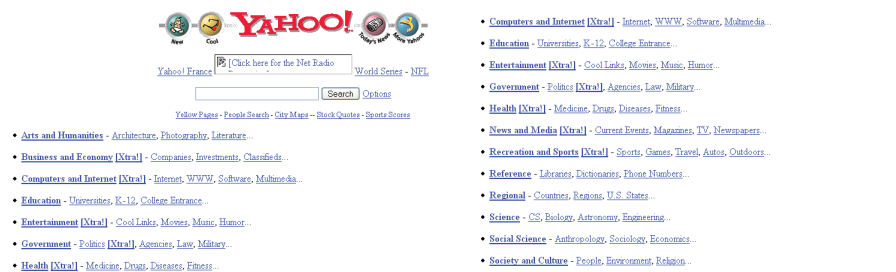 YAHOO!
New Cool Today's News More Yahoos
Yahoo! France [Click here for the Net Radio World Series - NFL
Search Options
Yellow Pages - People Search - City Maps -- Stock Quotes - Sports Scores
Arts and Humanities - Architecture, Photography, Literature...
Business and Economy [Xtra!] - Companies, Investments, Classifieds...
Computers and Internet [Xtra!] - Internet, WWW, Software, Multimedia...
Education - Universities, K-12, College Entrance...
Entertainment [Xtra!] - Cool Links, Movies, Music, Humor...
Government - Politics [Xtra!], Agencies, Law, Military...
Health [Xtra!] - Medicine, Drugs, Diseases, Fitness...
Computers and Internet [Xtra!] - Internet, WWW, Software, Multimedia...
Education - Universities, K-12, College Entrance...
Entertainment [Xtra!] - Cool Links, Movies, Music, Humor...
Government - Politics [Xtra!], Agencies, Law, Military...
Health [Xtra!] - Medicine, Drugs, Diseases, Fitness...
News and Media [Xtra!] - Current Events, Magazines, TV, Newspapers...
Recreation and Sports [Xtra!] - Sports, Games, Travel, Autos, Outdoors...
Reference - Libraries, Dictionaries, Phone Numbers...
Regional - Countries, Regions, U.S. States...
Science - CS, Biology, Astronomy, Engineering...
Social Science - Anthropology, Sociology, Economics...
Society and Culture - People, Environment, Religion...